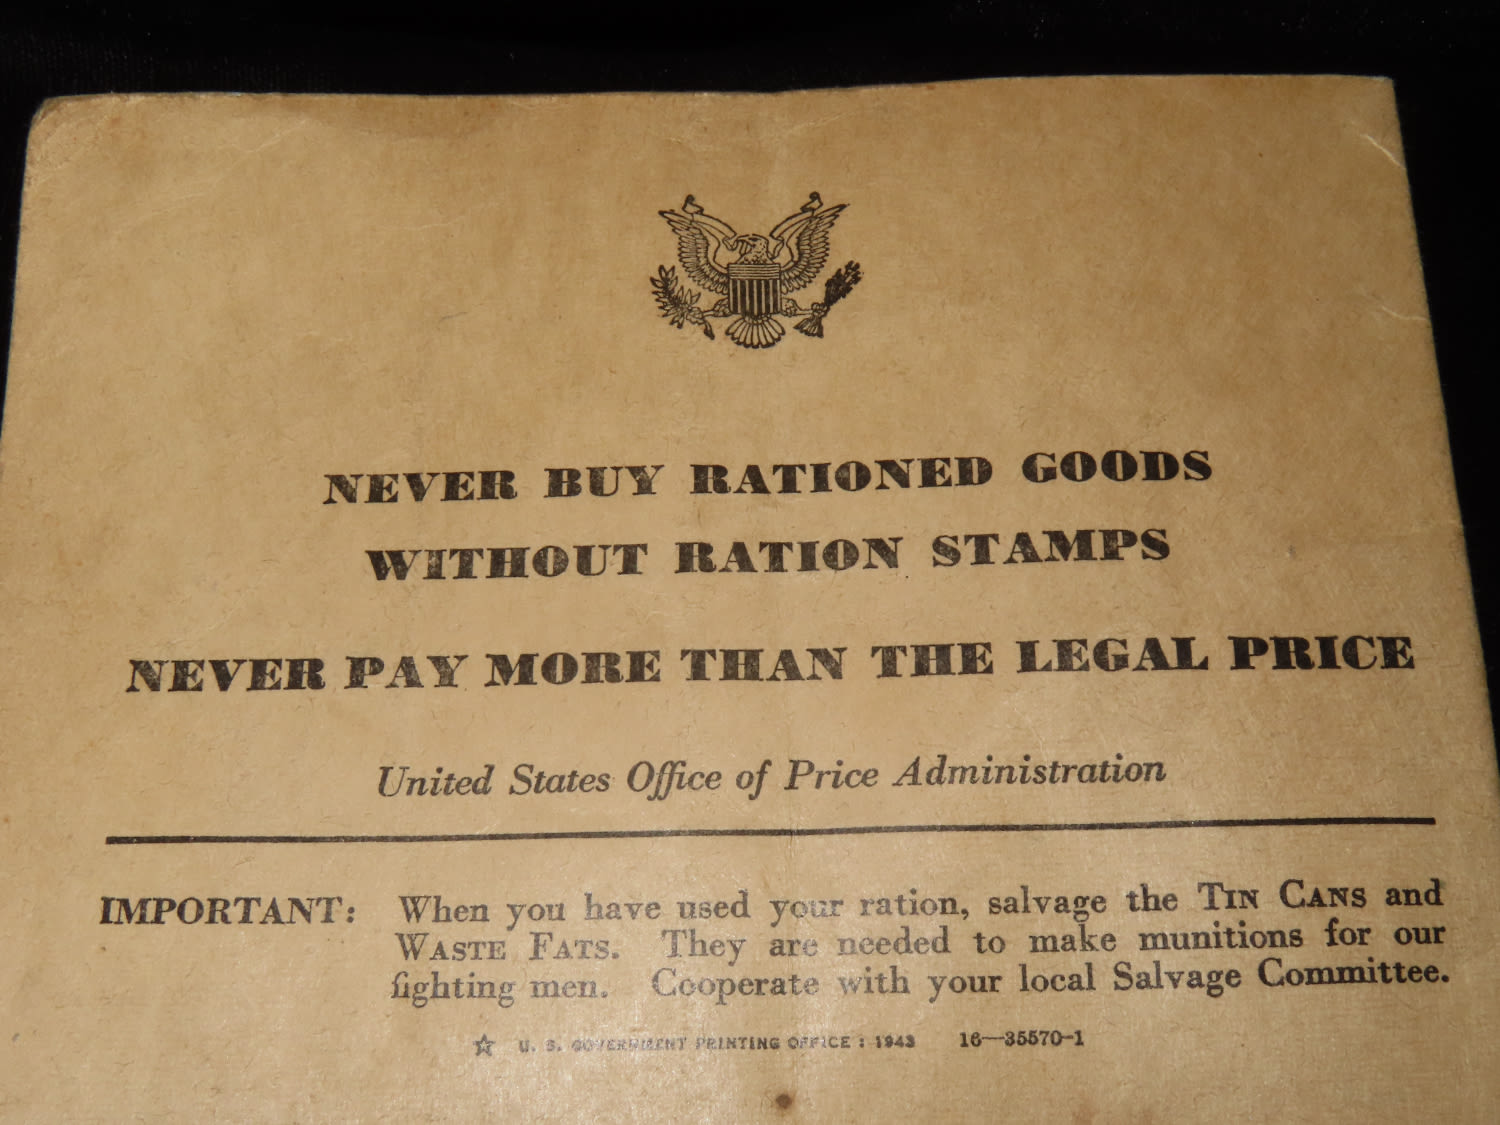 NEVER BUY RATIONED GOODS
WITHOUT RATION STAMPS
NEVER PAY MORE THAN THE LEGAL PRICE
United States Office of Price Administration
IMPORTANT: When you have used your ration, salvage the TIN CANS and
WASTE FATS. They are needed to make munitions for our
fighting men. Cooperate with your local Salvage Committee.
☆ U. S. GOVERNMENT PRINTING OFFICE : 1943 16—35570-1